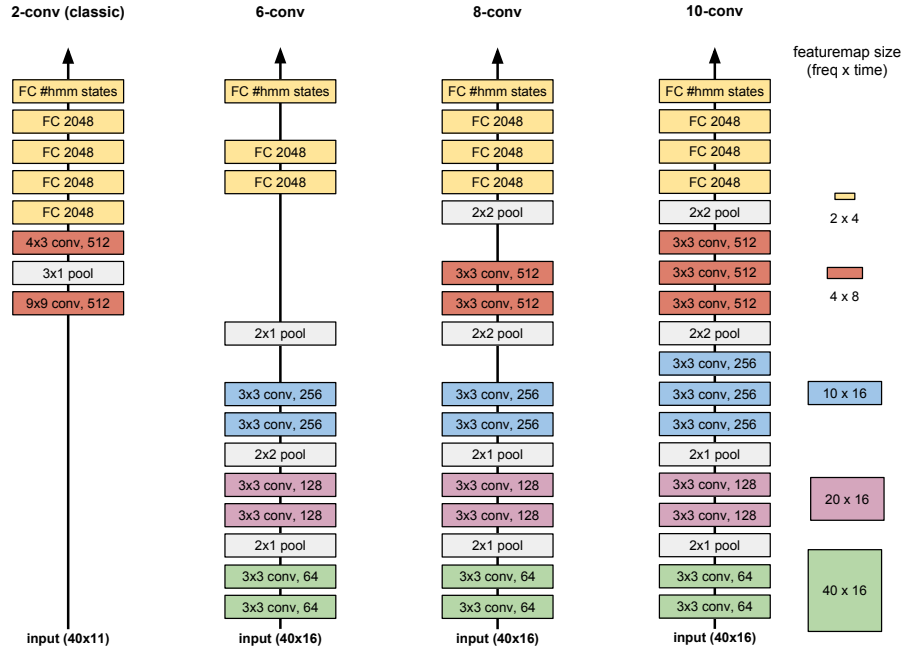 2-conv (classic)
FC #hmm states
FC 2048
FC 2048
FC 2048
FC 2048
4x3 conv, 512
3x1 pool
9x9 conv, 512
input (40x11)
6-conv
FC #hmm states
FC 2048
FC 2048
2x1 pool
3x3 conv, 256
3x3 conv, 256
2x2 pool
3x3 conv, 128
3x3 conv, 128
2x1 pool
3x3 conv, 64
3x3 conv, 64
input (40x16)
8-conv
FC #hmm states
FC 2048
FC 2048
FC 2048
2x2 pool
3x3 conv, 512
3x3 conv, 512
2x2 pool
3x3 conv, 256
3x3 conv, 256
2x1 pool
3x3 conv, 128
3x3 conv, 128
2x1 pool
3x3 conv, 64
3x3 conv, 64
input (40x16)
10-conv
FC #hmm states
FC 2048
FC 2048
FC 2048
2x2 pool
3x3 conv, 512
3x3 conv, 512
3x3 conv, 512
2x2 pool
3x3 conv, 256
3x3 conv, 256
3x3 conv, 256
2x1 pool
3x3 conv, 128
3x3 conv, 128
2x1 pool
3x3 conv, 64
3x3 conv, 64
input (40x16)
featuremap size
(freq x time)
2 x 4
4 x 8
10 x 16
20 x 16
40 x 16